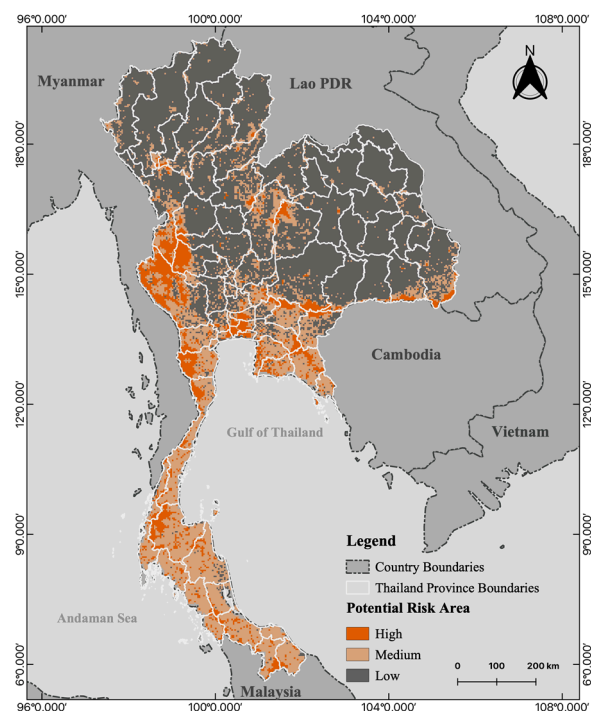 96°0.000' 100°0.000' 104°0.000' 108°0.000'
N
Myanmar
Lao PDR
18°0.000' 18°0.000'
15°0.000' 15°0.000'
Cambodia
12°0.000' 12°0.000'
Gulf of Thailand
Vietnam
9°0.000' 9°0.000'
Legend
Country Boundaries
Thailand Province Boundaries
Andaman Sea
Potential Risk Area
High
Medium
Low
0 100 200 km
6°0.000' 6°0.000'
Malaysia
96°0.000' 100°0.000' 104°0.000' 108°0.000'